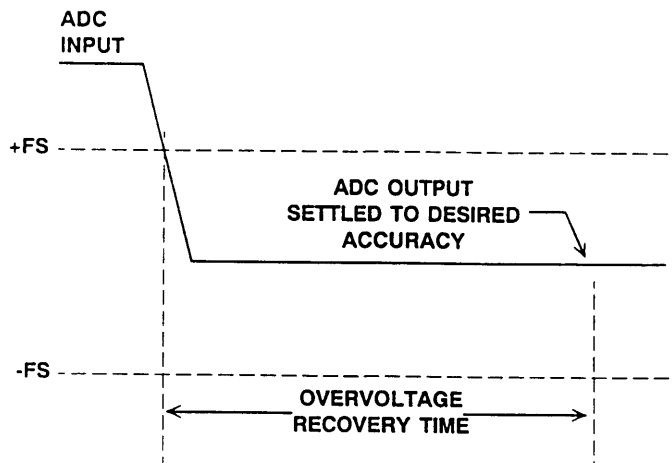 ADC
INPUT
+FS
ADC OUTPUT
SETTLED TO DESIRED
ACCURACY
-FS
OVERVOLTAGE
RECOVERY TIME